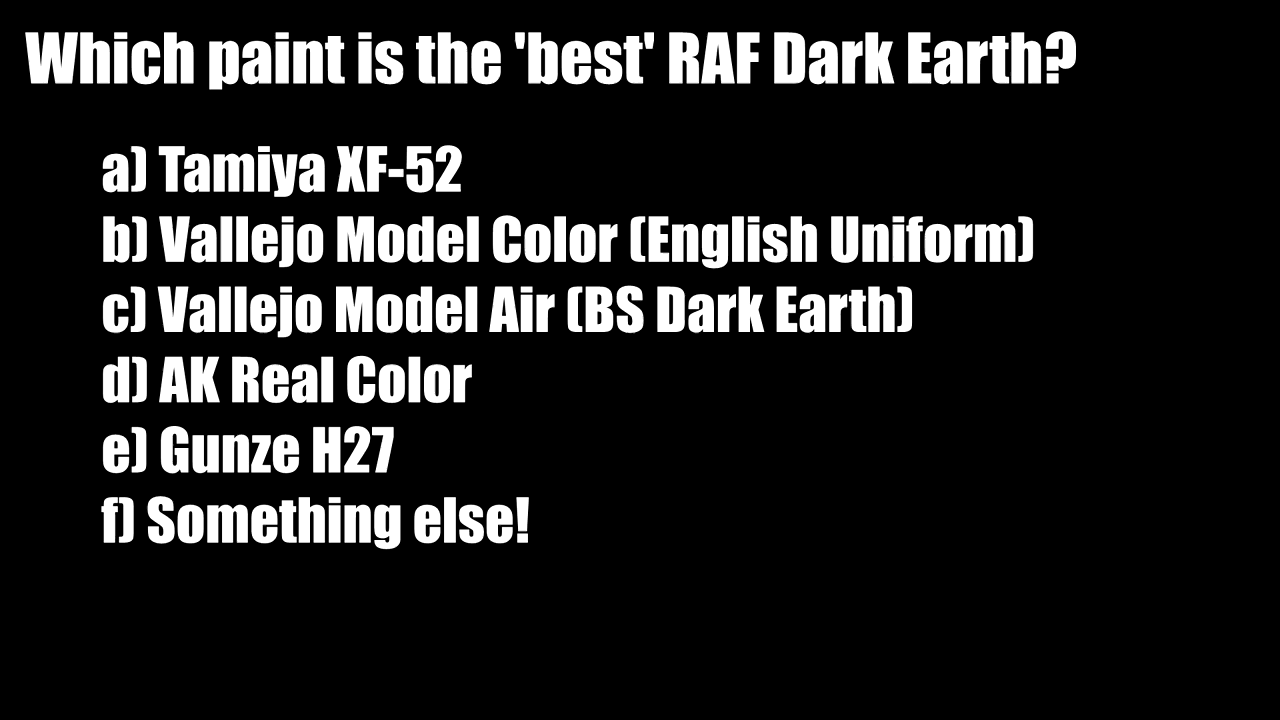 Which paint is the 'best' RAF Dark Earth?
a) Tamiya XF-52
b) Vallejo Model Color (English Uniform)
c) Vallejo Model Air (BS Dark Earth)
d) AK Real Color
e) Gunze H27
f) Something else!